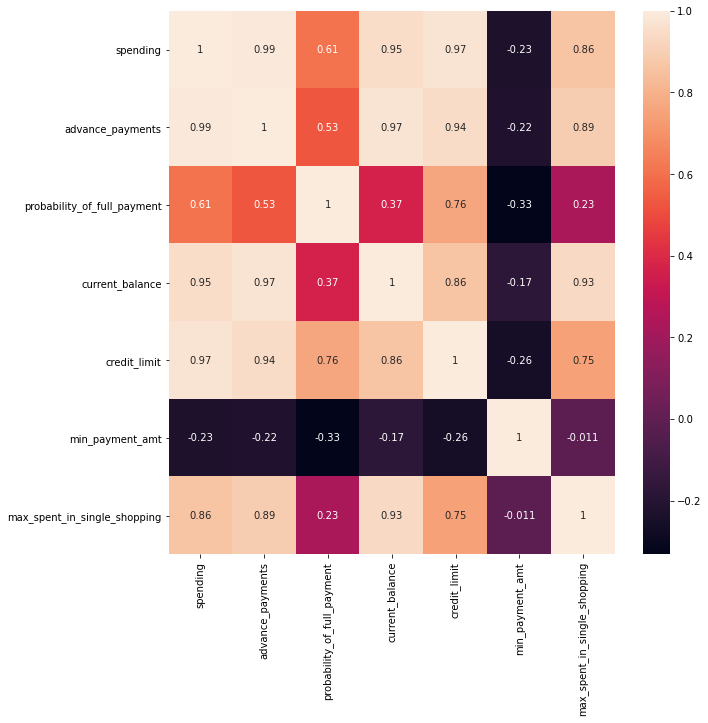 spending 1 0.99 0.61 0.95 0.97 -0.23 0.86
advance_payments 0.99 1 0.53 0.97 0.94 -0.22 0.89
probability_of_full_payment 0.61 0.53 1 0.37 0.76 -0.33 0.23
current_balance 0.95 0.97 0.37 1 0.86 -0.17 0.93
credit_limit 0.97 0.94 0.76 0.86 1 -0.26 0.75
min_payment_amt -0.23 -0.22 -0.33 -0.17 -0.26 1 -0.011
max_spent_in_single_shopping 0.86 0.89 0.23 0.93 0.75 -0.011 1
spending
advance_payments
probability_of_full_payment
current_balance
credit_limit
min_payment_amt
max_spent_in_single_shopping
1.0
0.8
0.6
0.4
0.2
0.0
−0.2